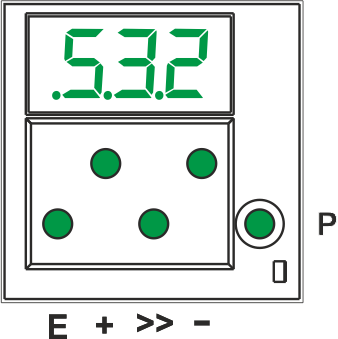 .5.3.2
P
E + >> -